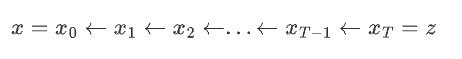 x = x₀ ← x₁ ← x₂ ←… ← x_{T−1} ← x_T = z